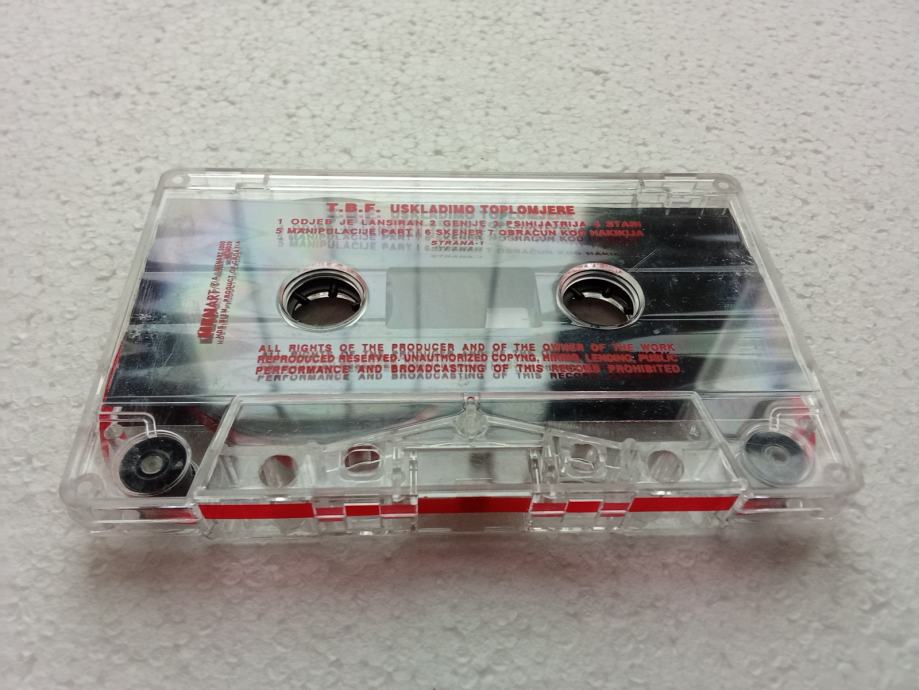 T.B.F. USKLADIMO TOPLOMJERE
1 ODJEB JE LANSIRAN 2 GENIJE 3 PSIHIJATRIJA 4 STARI
5 MANIPULACIJE PART I 6 SKENER 7 OBRAČUN KOD HAKIKIJA
STRANA-1
ALL RIGHTS OF THE PRODUCER AND OF THE OWNER OF THE WORK
REPRODUCED RESERVED. UNAUTHORIZED COPYNG, HIRING, LENDING, PUBLIC
PERFORMANCE AND BROADCASTING OF THIS RECORD PROHIBITED.